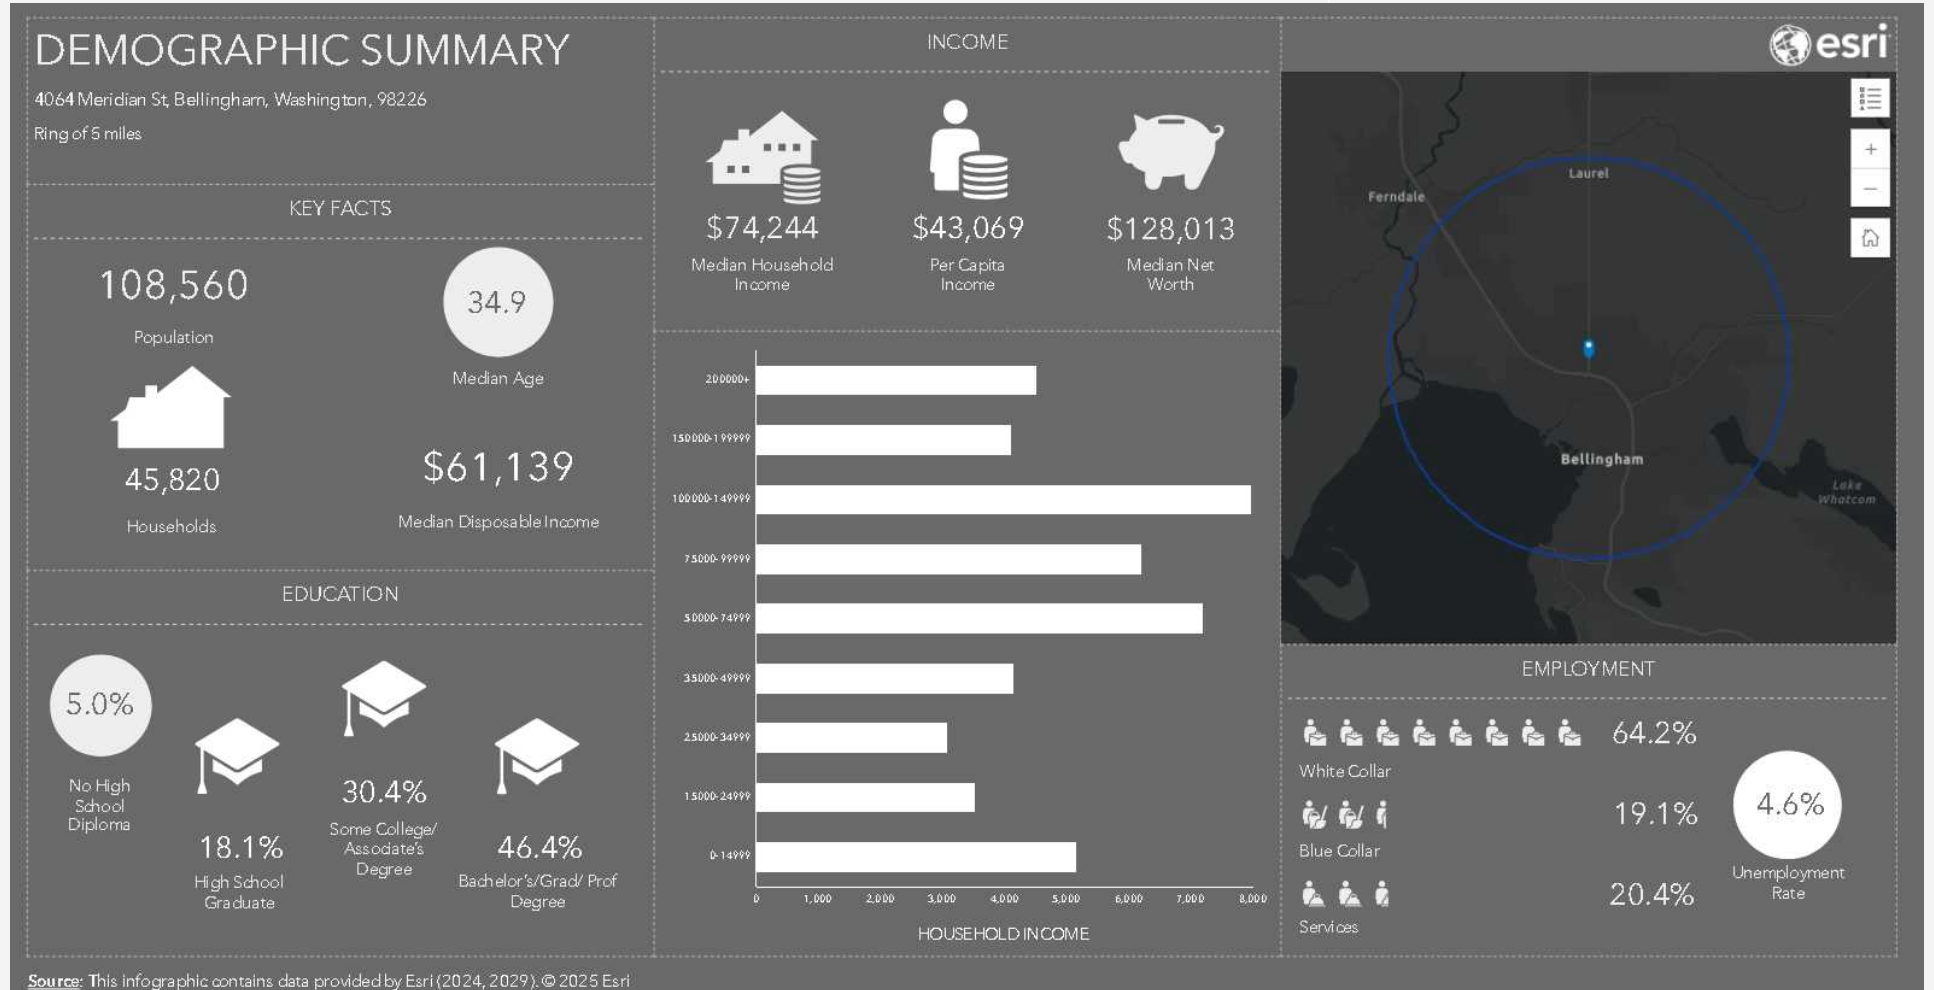 DEMOGRAPHIC SUMMARY
4064 Meridian St, Bellingham, Washington, 98226
Ring of 5 miles
KEY FACTS
108,560
Population
34.9
Median Age
45,820
Households
$61,139
Median Disposable Income
EDUCATION
5.0%
No High
School
Diploma
18.1%
High School
Graduate
30.4%
Some College/
Associate's
Degree
46.4%
Bachelor's/Grad/ Prof
Degree
INCOME
$74,244
Median Household
Income
$43,069
Per Capita
Income
$128,013
Median Net
Worth
200000+
150000-199999
100000-149999
75000-99999
50000-74999
35000-49999
25000-34999
15000-24999
0-14999
0 1,000 2,000 3,000 4,000 5,000 6,000 7,000 8,000
HOUSEHOLD INCOME
esri
Laurel
Ferndale
Bellingham
Lake
Whatcom
EMPLOYMENT
64.2%
White Collar
19.1%
Blue Collar
20.4%
Services
4.6%
Unemployment
Rate
Source: This infographic contains data provided by Esri (2024, 2029). © 2025 Esri